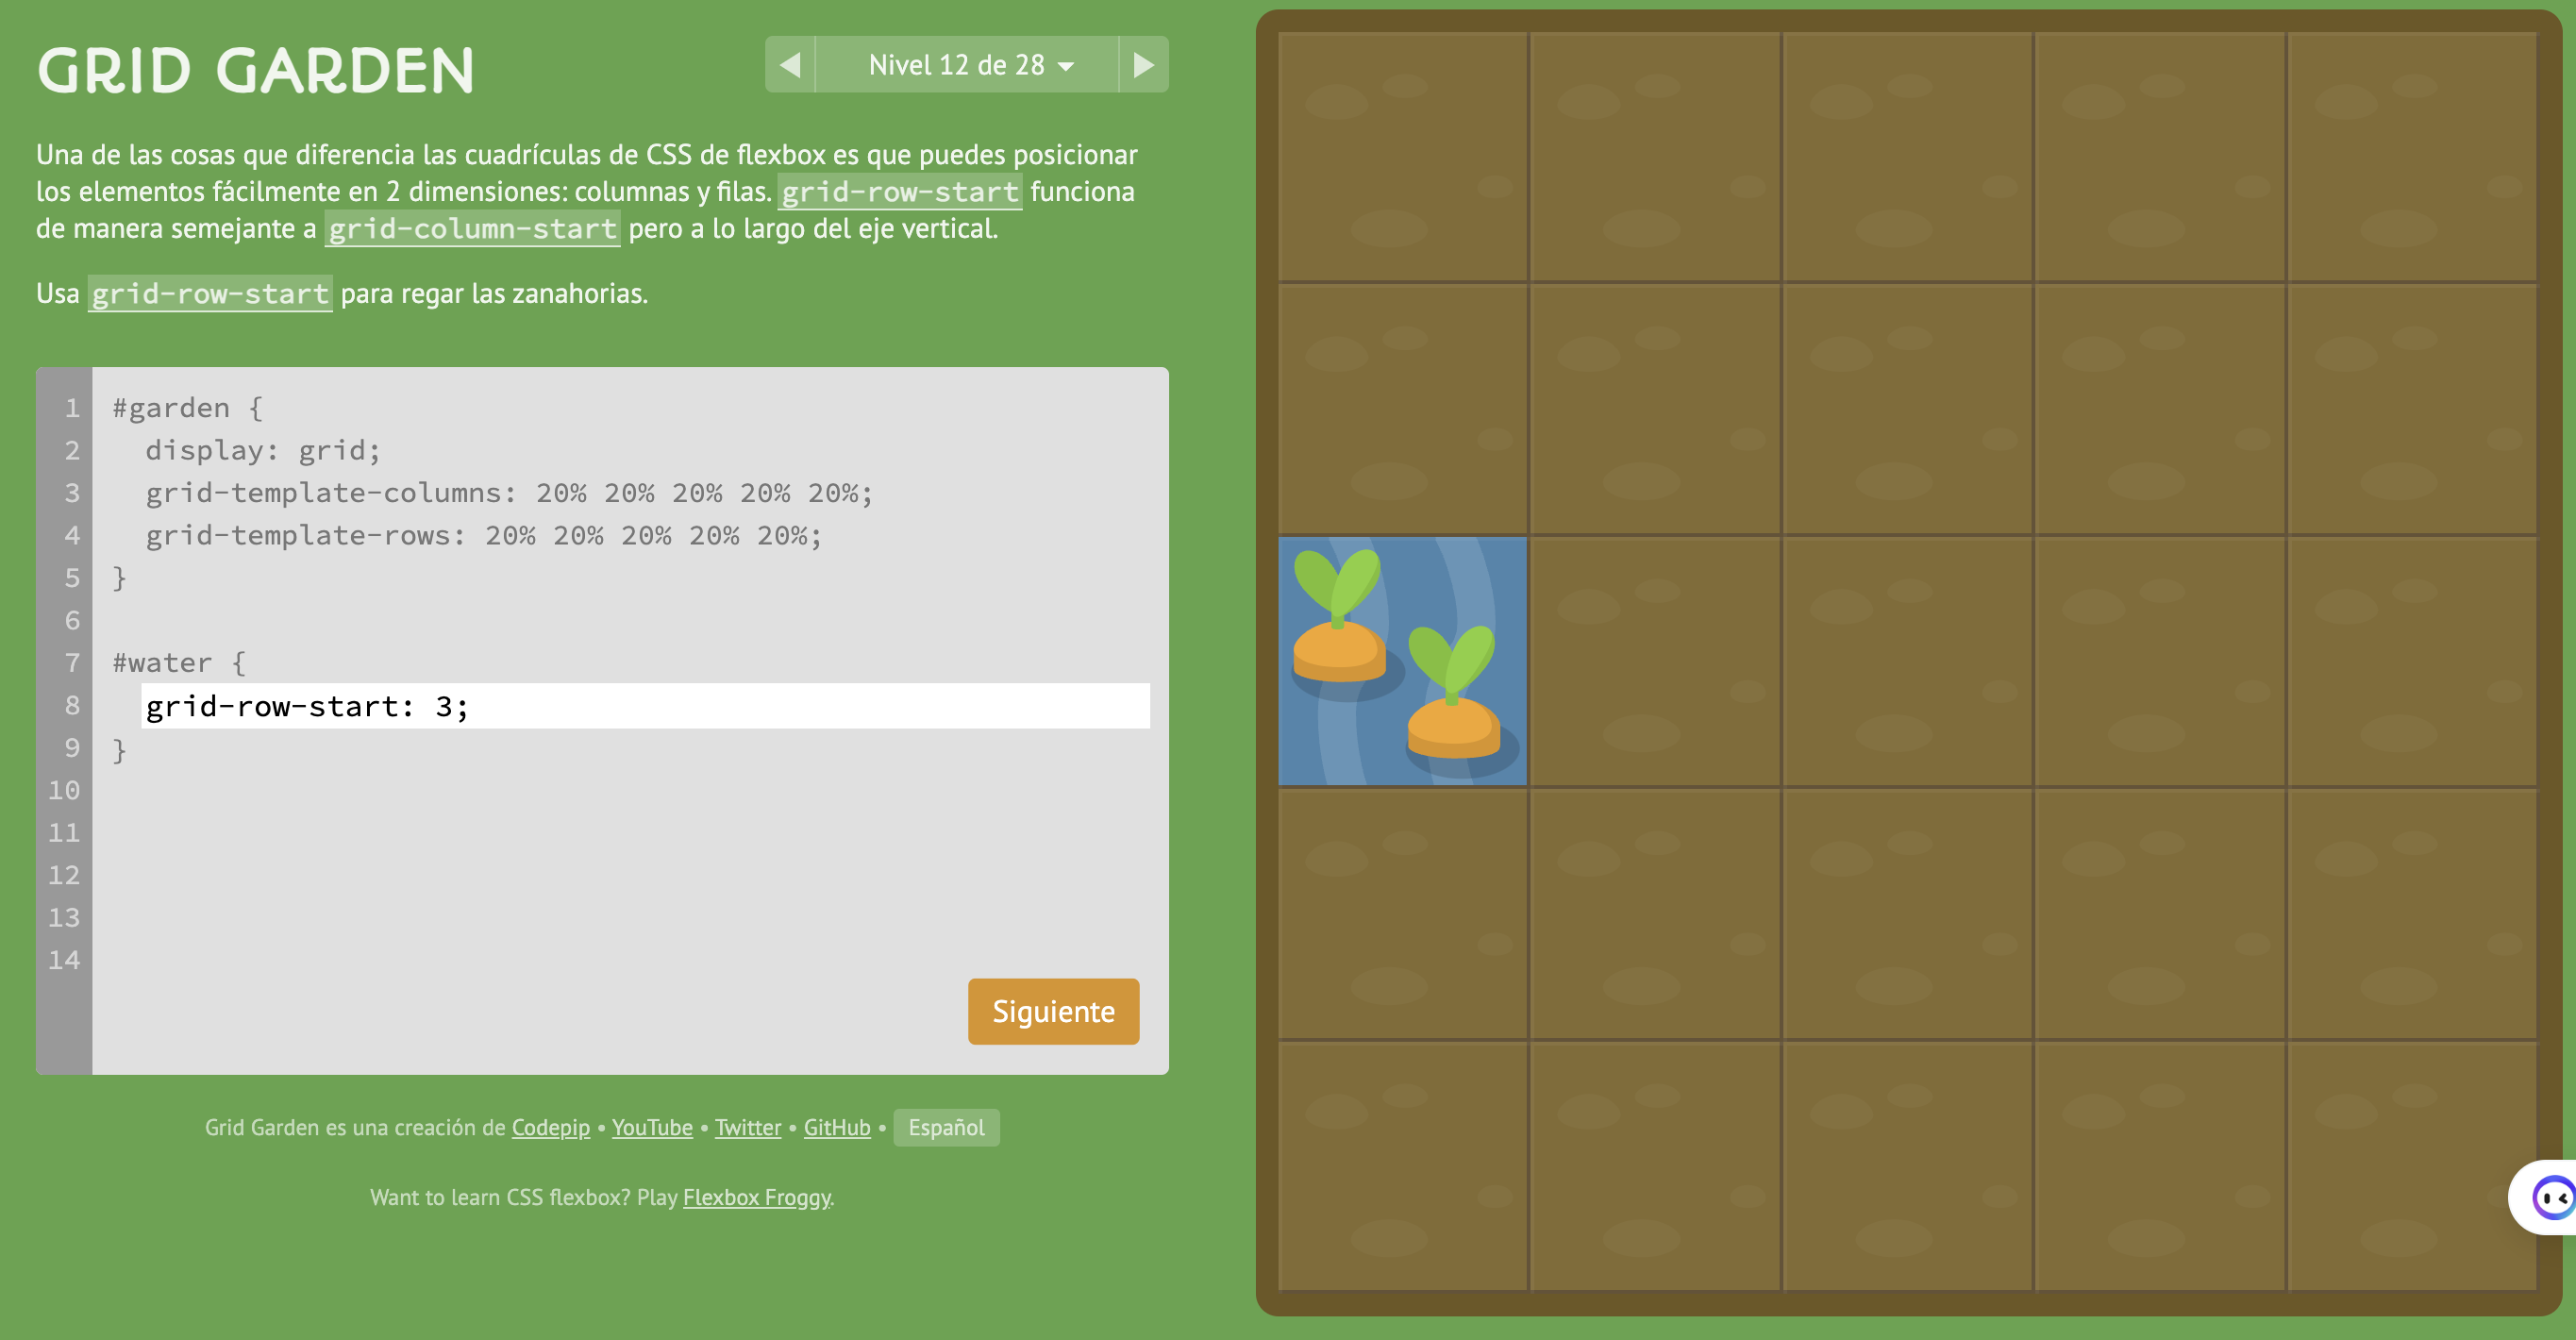 GRID GARDEN
Nivel 12 de 28
Una de las cosas que diferencia las cuadrículas de CSS de flexbox es que puedes posicionar
los elementos fácilmente en 2 dimensiones: columnas y filas. grid-row-start funciona
de manera semejante a grid-column-start pero a lo largo del eje vertical.
Usa grid-row-start para regar las zanahorias.
1 #garden {
2 display: grid;
3 grid-template-columns: 20% 20% 20% 20% 20%;
4 grid-template-rows: 20% 20% 20% 20% 20%;
5 }
6
7 #water {
8 grid-row-start: 3;
9 }
10
11
12
13
14
Siguiente
Grid Garden es una creación de Codepip • YouTube • Twitter • GitHub • Español
Want to learn CSS flexbox? Play Flexbox Froggy.